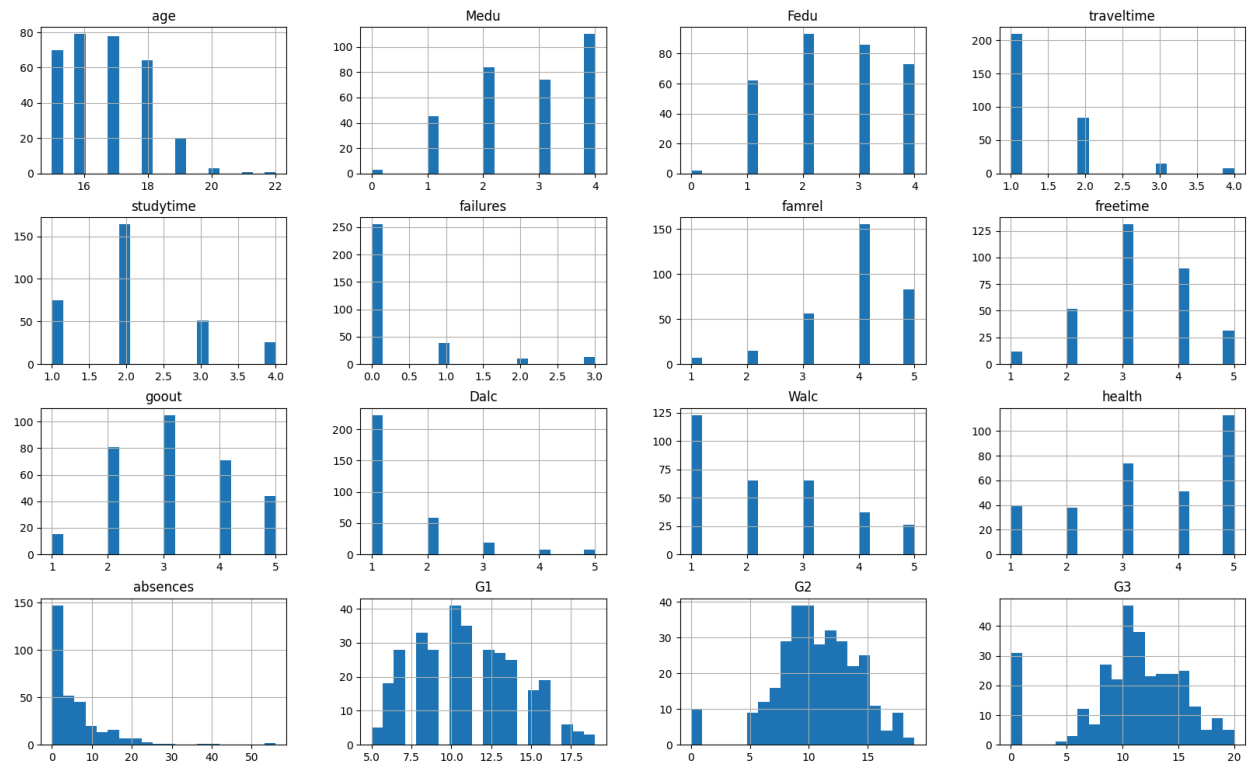 age
80
60
40
20
0
16 18 20 22
Medu
100
80
60
40
20
0
0 1 2 3 4
Fedu
80
60
40
20
0
0 1 2 3 4
traveltime
200
150
100
50
0
1.0 1.5 2.0 2.5 3.0 3.5 4.0
studytime
150
100
50
0
1.0 1.5 2.0 2.5 3.0 3.5 4.0
failures
250
200
150
100
50
0
0.0 0.5 1.0 1.5 2.0 2.5 3.0
famrel
150
100
50
0
1 2 3 4 5
freetime
125
100
75
50
25
0
1 2 3 4 5
goout
100
80
60
40
20
0
1 2 3 4 5
Dalc
200
150
100
50
0
1 2 3 4 5
Walc
125
100
75
50
25
0
1 2 3 4 5
health
100
80
60
40
20
0
1 2 3 4 5
absences
150
100
50
0
0 10 20 30 40 50
G1
40
30
20
10
0
5.0 7.5 10.0 12.5 15.0 17.5
G2
40
30
20
10
0
0 5 10 15
G3
40
30
20
10
0
0 5 10 15 20